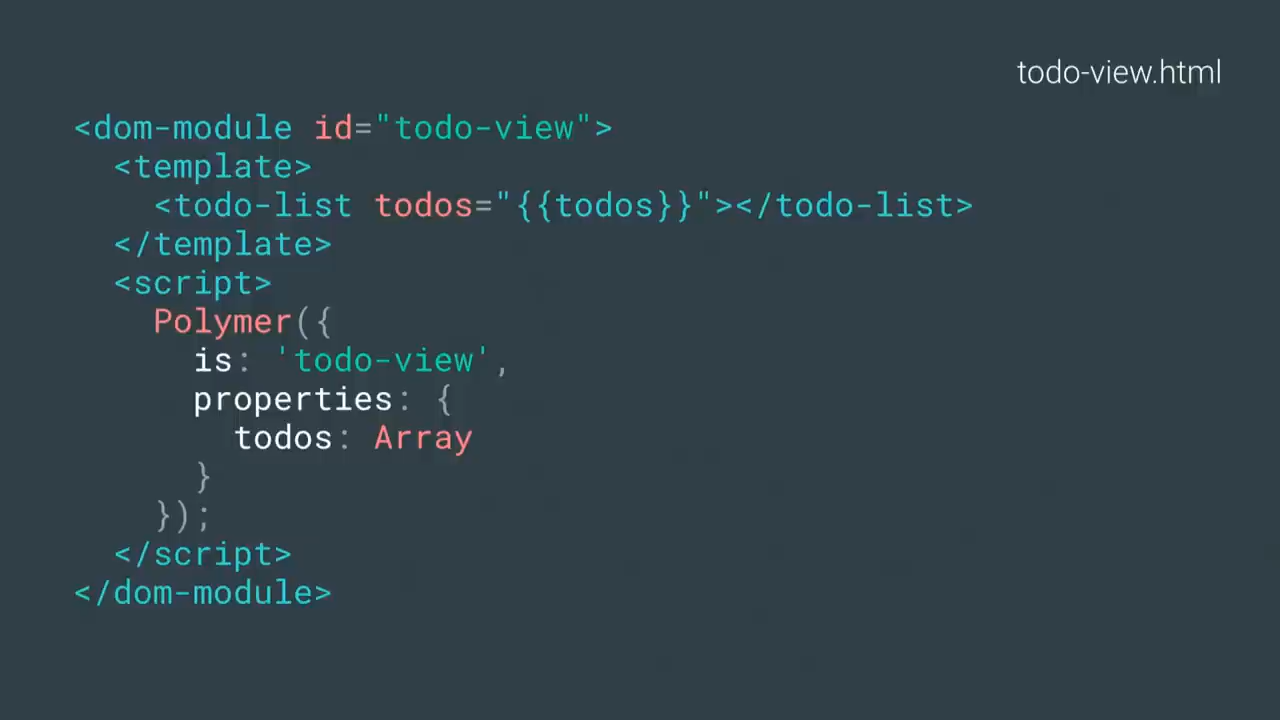 todo-view.html
<dom-module id="todo-view">
  <template>
    <todo-list todos="{{todos}}"></todo-list>
  </template>
  <script>
    Polymer({
      is: 'todo-view',
      properties: {
        todos: Array
      }
    });
  </script>
</dom-module>